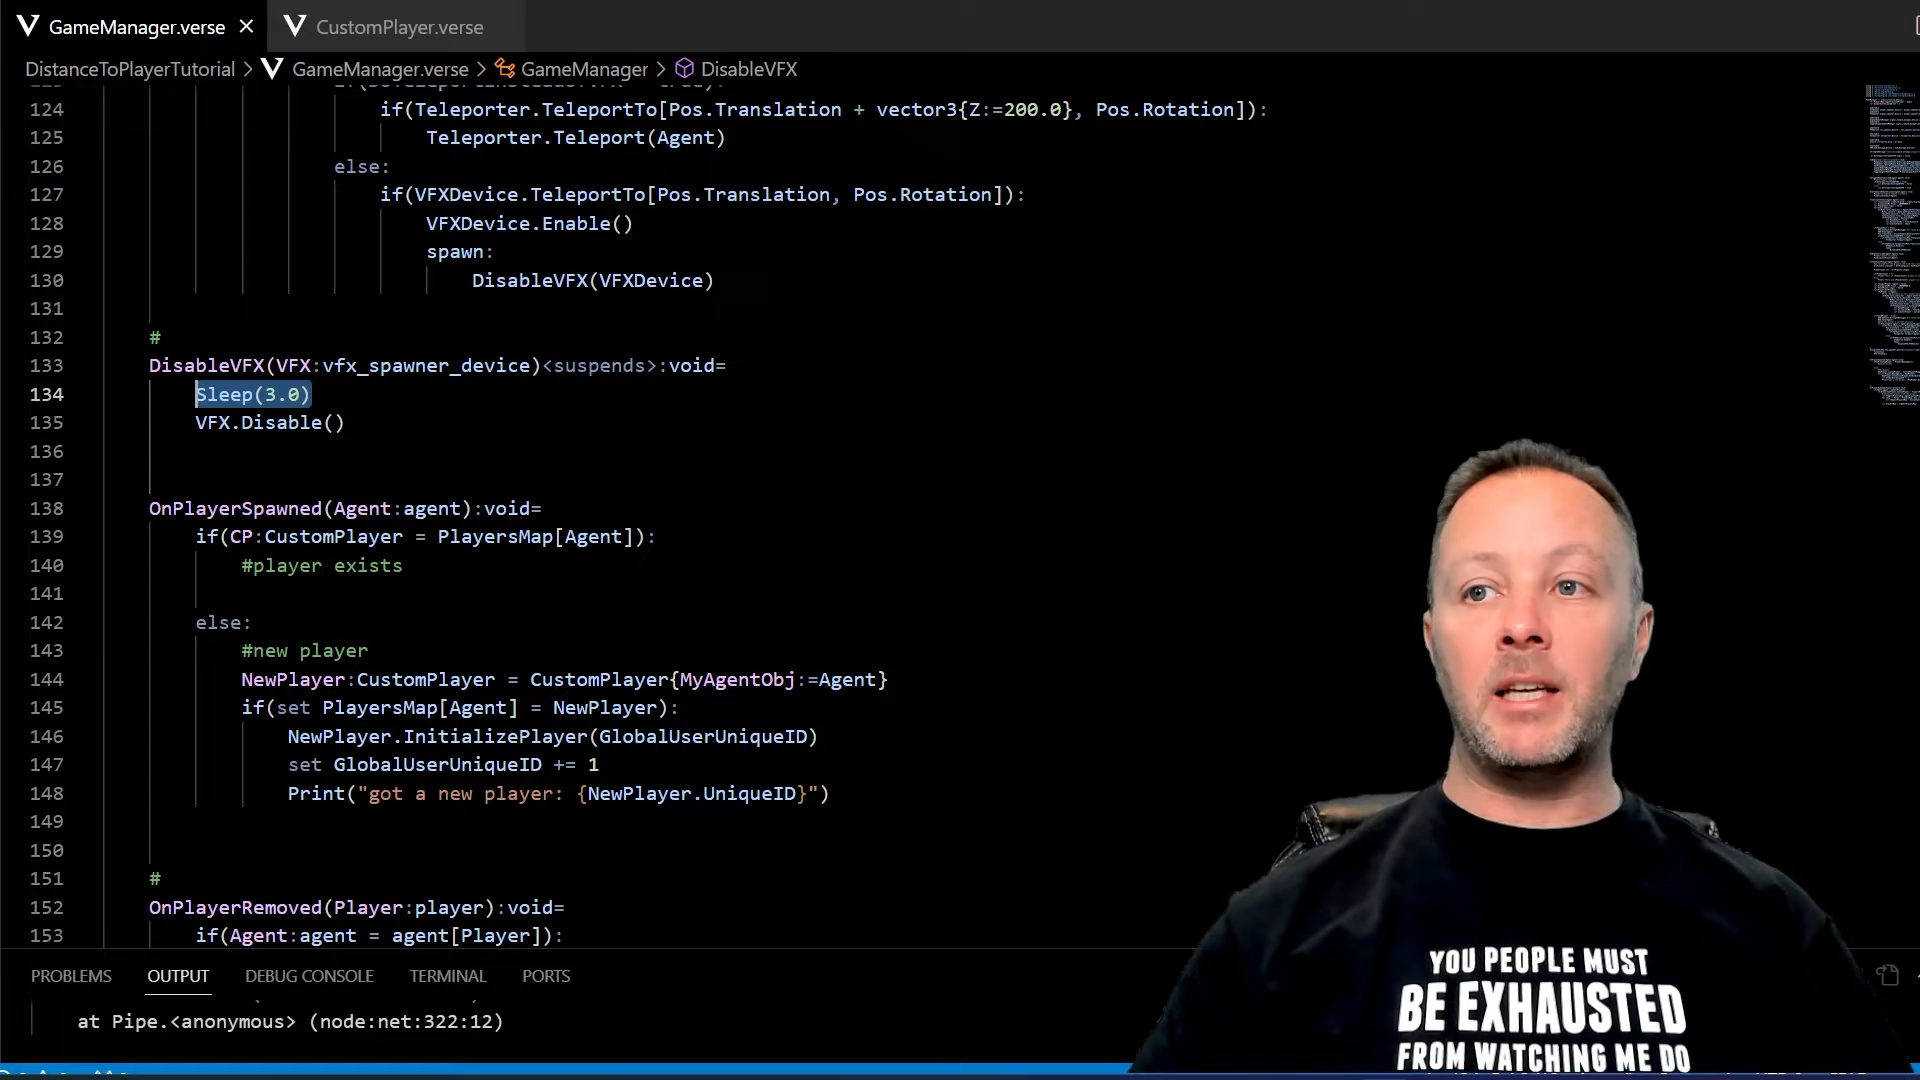 GameManager.verse
CustomPlayer.verse
DistanceToPlayerTutorial > GameManager.verse > GameManager > DisableVFX
124 if(Teleporter.TeleportTo[Pos.Translation + vector3{Z:=200.0}, Pos.Rotation]):
125 Teleporter.Teleport(Agent)
126 else:
127 if(VFXDevice.TeleportTo[Pos.Translation, Pos.Rotation]):
128 VFXDevice.Enable()
129 spawn:
130 DisableVFX(VFXDevice)
131
132 #
133 DisableVFX(VFX:vfx_spawner_device)<suspends>:void=
134 Sleep(3.0)
135 VFX.Disable()
136
137
138 OnPlayerSpawned(Agent:agent):void=
139 if(CP:CustomPlayer = PlayersMap[Agent]):
140 #player exists
141
142 else:
143 #new player
144 NewPlayer:CustomPlayer = CustomPlayer{MyAgentObj:=Agent}
145 if(set PlayersMap[Agent] = NewPlayer):
146 NewPlayer.InitializePlayer(GlobalUserUniqueID)
147 set GlobalUserUniqueID += 1
148 Print("got a new player: {NewPlayer.UniqueID}")
149
150
151 #
152 OnPlayerRemoved(Player:player):void=
153 if(Agent:agent = agent[Player]):
PROBLEMS OUTPUT DEBUG CONSOLE TERMINAL PORTS
at Pipe.<anonymous> (node:net:322:12)
YOU PEOPLE MUST
BE EXHAUSTED
FROM WATCHING ME DO